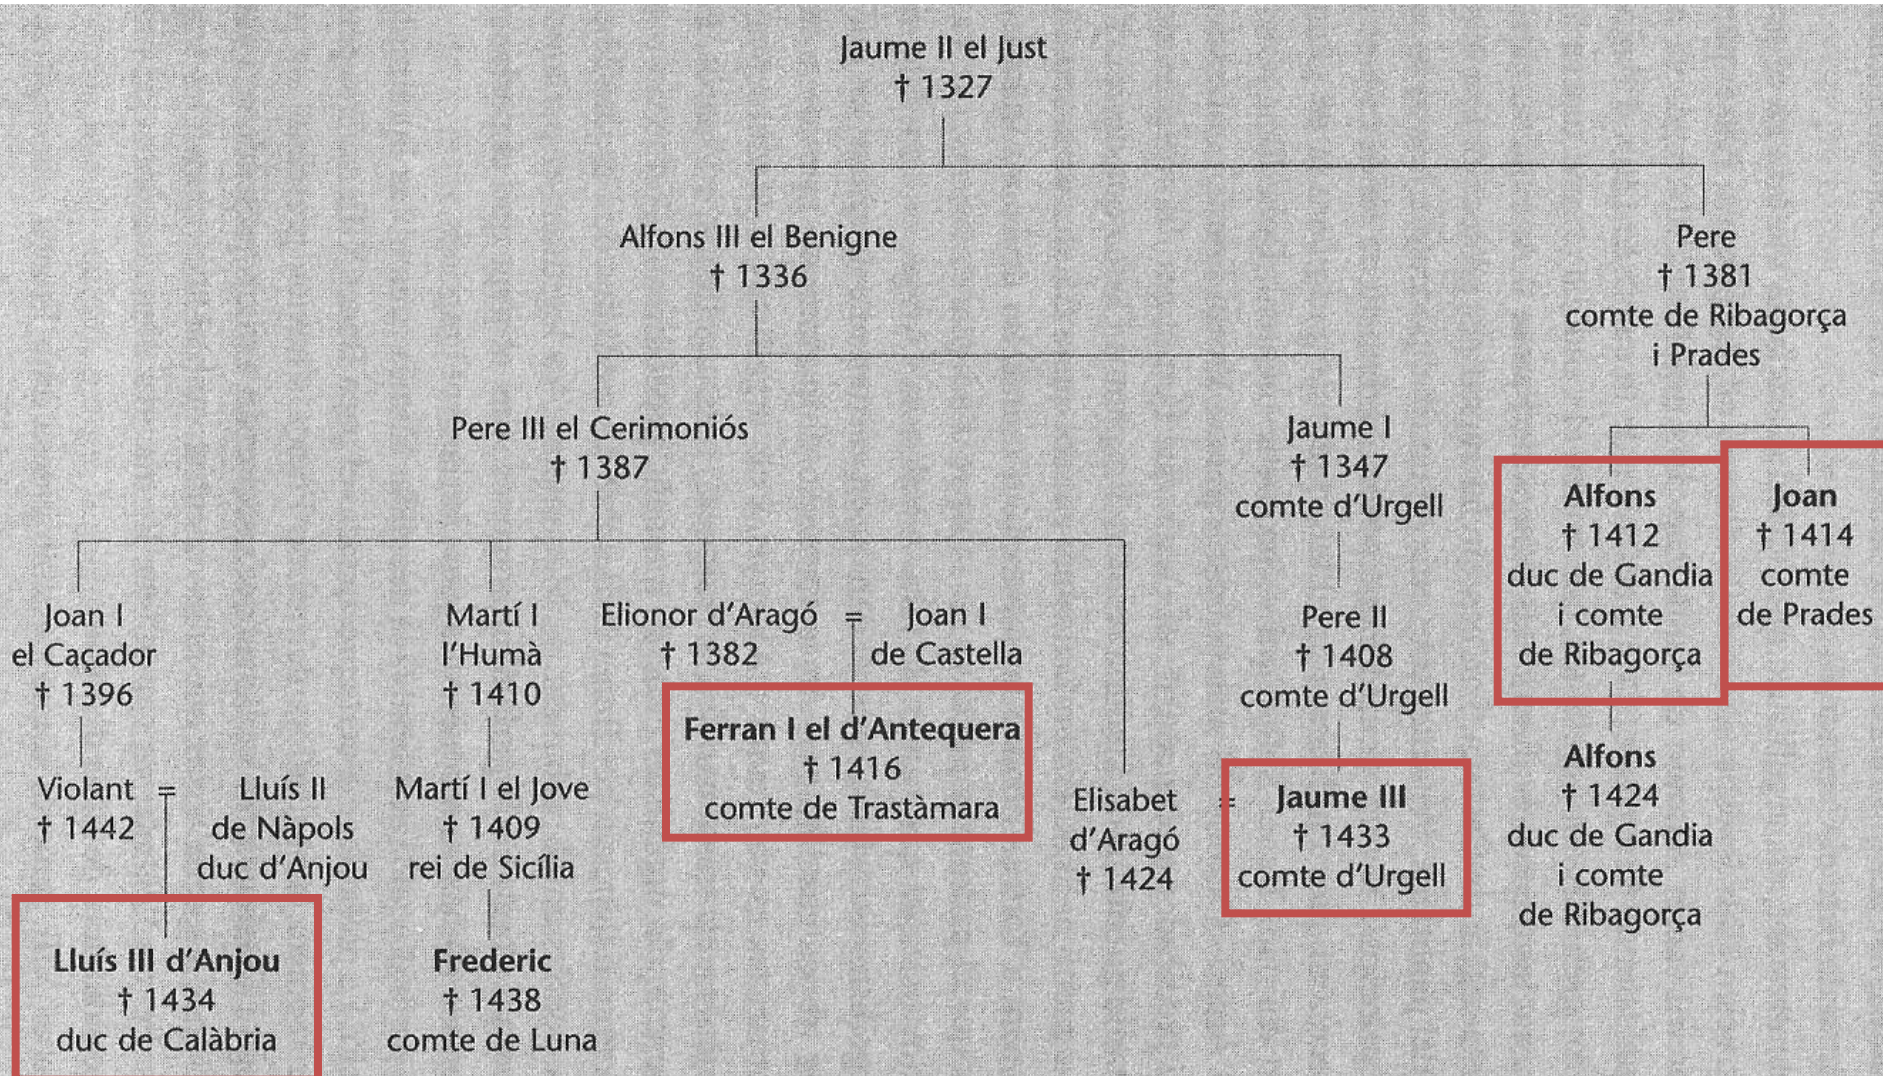 Jaume II el Just
† 1327
Alfons III el Benigne
† 1336
Pere
† 1381
comte de Ribagorça
i Prades
Pere III el Cerimoniós
† 1387
Jaume I
† 1347
comte d'Urgell
Alfons
† 1412
duc de Gandia
i comte
de Ribagorça
Joan
† 1414
comte
de Prades
Joan I
el Caçador
† 1396
Martí I
l'Humà
† 1410
Elionor d'Aragó
† 1382
=
Joan I
de Castella
Pere II
† 1408
comte d'Urgell
Ferran I el d'Antequera
† 1416
comte de Trastàmara
Violant
† 1442
=
Lluís II
de Nàpols
duc d'Anjou
Martí I el Jove
† 1409
rei de Sicília
Elisabet
d'Aragó
† 1424
=
Jaume III
† 1433
comte d'Urgell
Alfons
† 1424
duc de Gandia
i comte
de Ribagorça
Lluís III d'Anjou
† 1434
duc de Calàbria
Frederic
† 1438
comte de Luna